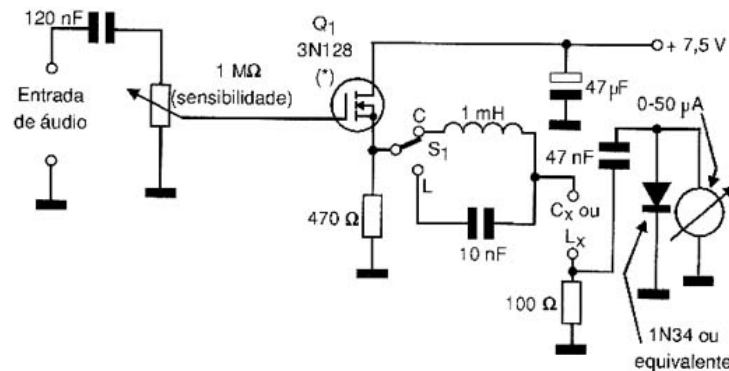 120 nF
Q1
3N128
(*)
+ 7,5 V
1 MΩ
(sensibilidade)
Entrada
de áudio
47 µF
0-50 µA
C
1 mH
S1
47 nF
L
470 Ω
10 nF
Cx ou
Lx
100 Ω
1N34 ou
equivalente